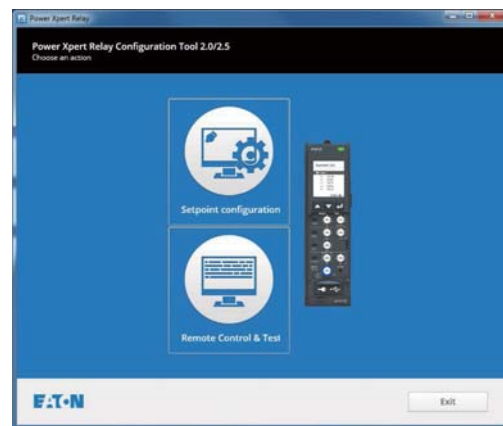 Power Xpert Relay
Power Xpert Relay Configuration Tool 2.0/2.5
Choose an action
Setpoint configuration
Remote Control & Test
EATON
Exit